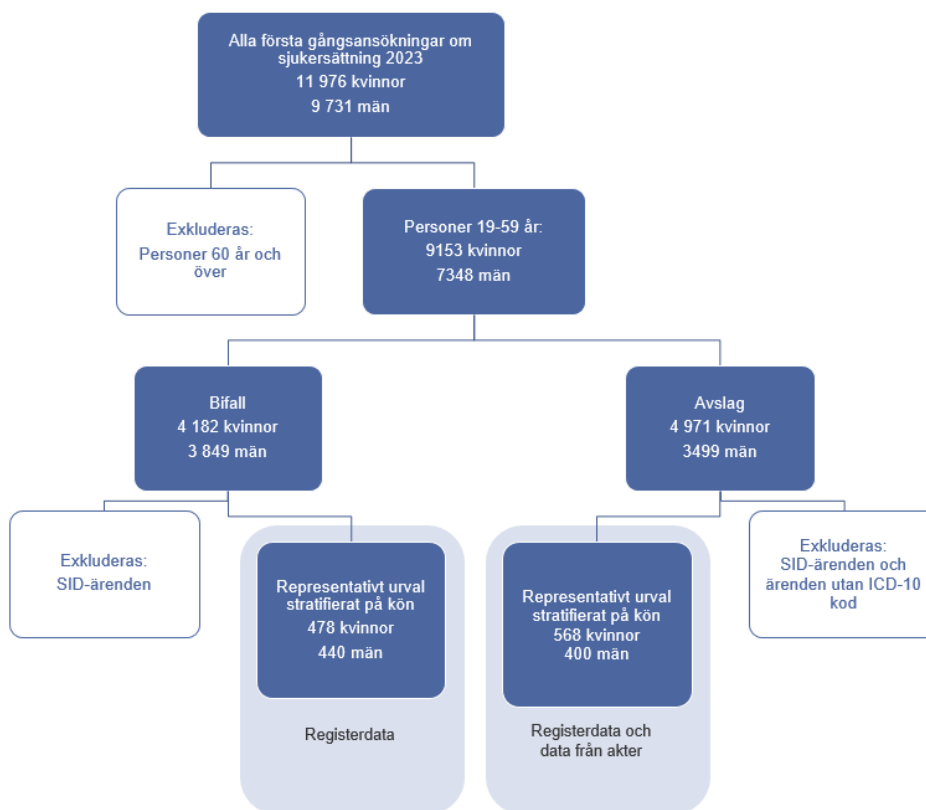 Alla första gångsansökningar om
sjukersättning 2023
11 976 kvinnor
9 731 män
Exkluderas:
Personer 60 år och
över
Personer 19-59 år:
9153 kvinnor
7348 män
Bifall
4 182 kvinnor
3 849 män
Avslag
4 971 kvinnor
3499 män
Exkluderas:
SID-ärenden
Representativt urval
stratifierat på kön
478 kvinnor
440 män
Registerdata
Representativt urval
stratifierat på kön
568 kvinnor
400 män
Registerdata och
data från akter
Exkluderas:
SID-ärenden och
ärenden utan ICD-10
kod